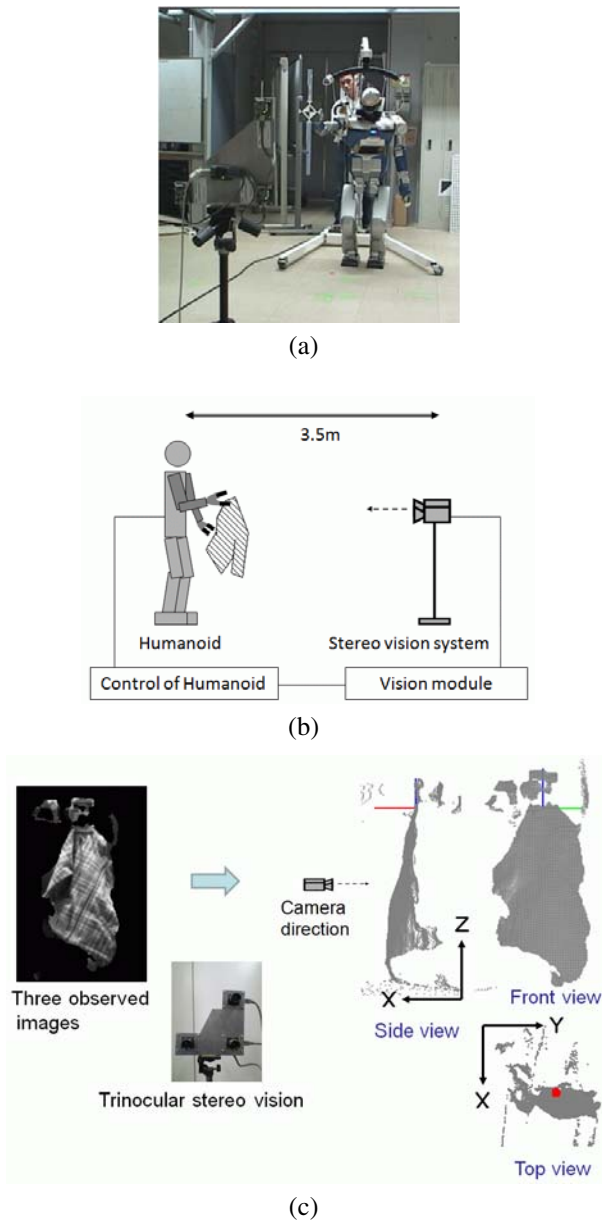 (a)
3.5m
Humanoid
Stereo vision system
Control of Humanoid
Vision module
(b)
Camera
direction
Three observed
images
Trinocular stereo vision
Z
X
Side view
Front view
Y
X
Top view
(c)